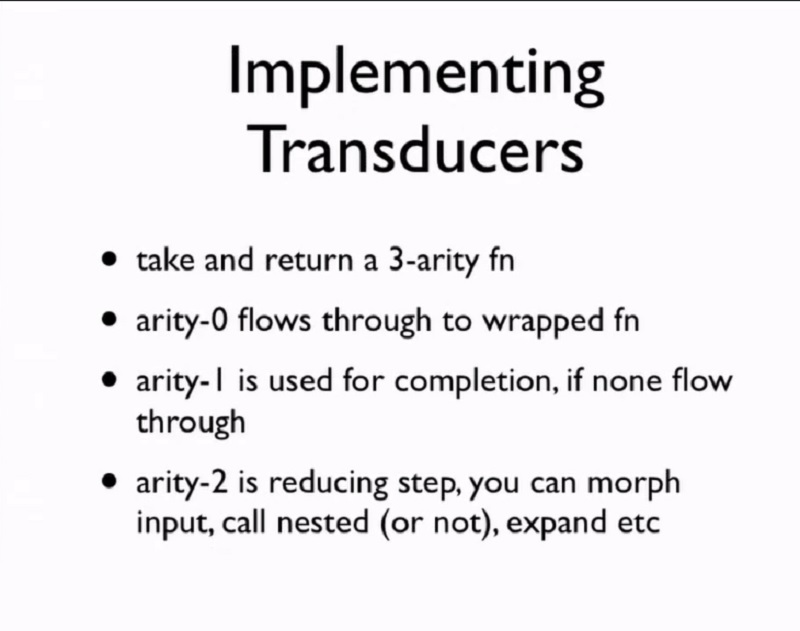 Implementing
Transducers
• take and return a 3-arity fn
• arity-0 flows through to wrapped fn
• arity-1 is used for completion, if none flow
through
• arity-2 is reducing step, you can morph
input, call nested (or not), expand etc